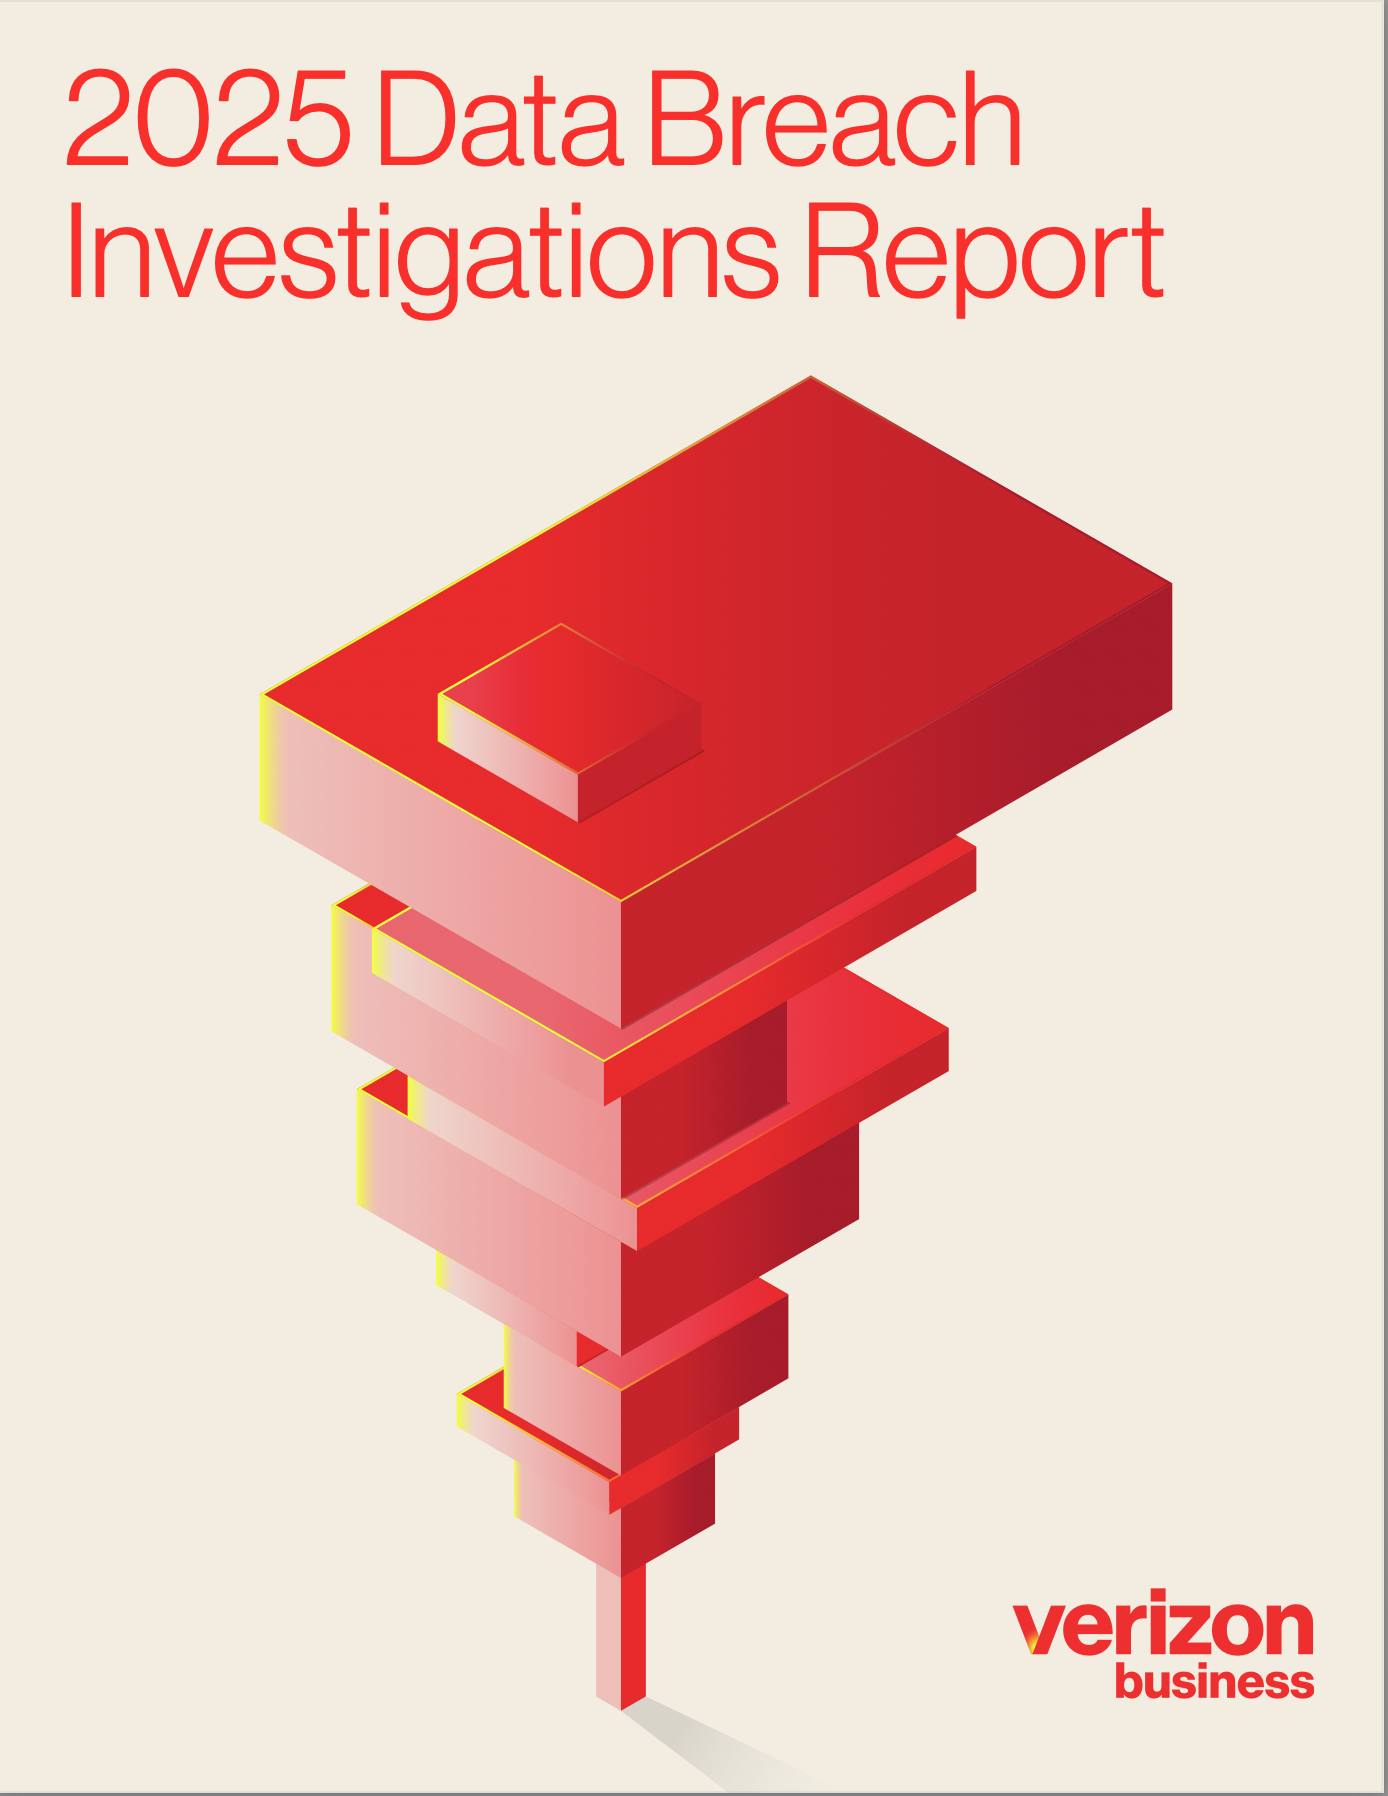 2025 Data Breach
Investigations Report
verizon
business